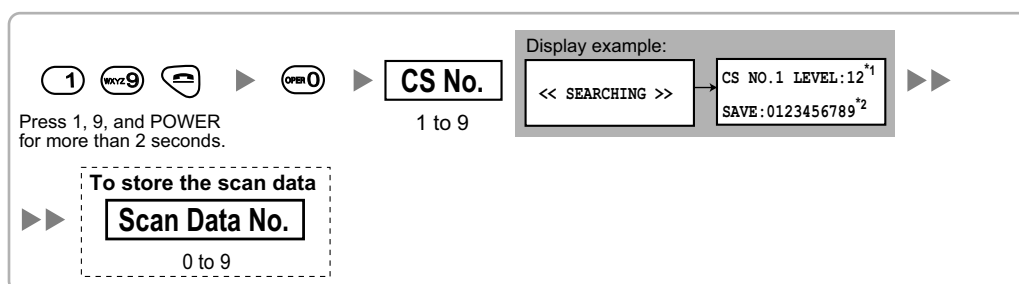 Display example:
1) WXYZ9 OPER0 CS No. << SEARCHING >> CS NO.1 LEVEL:12*1
SAVE:0123456789*2
1 to 9
Press 1, 9, and POWER
for more than 2 seconds.
To store the scan data
Scan Data No.
0 to 9